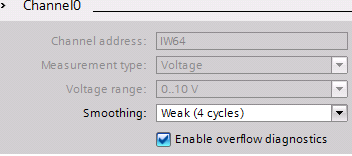 Channel0
Channel address: IW64
Measurement type: Voltage
Voltage range: 0..10 V
Smoothing: Weak (4 cycles)
Enable overflow diagnostics